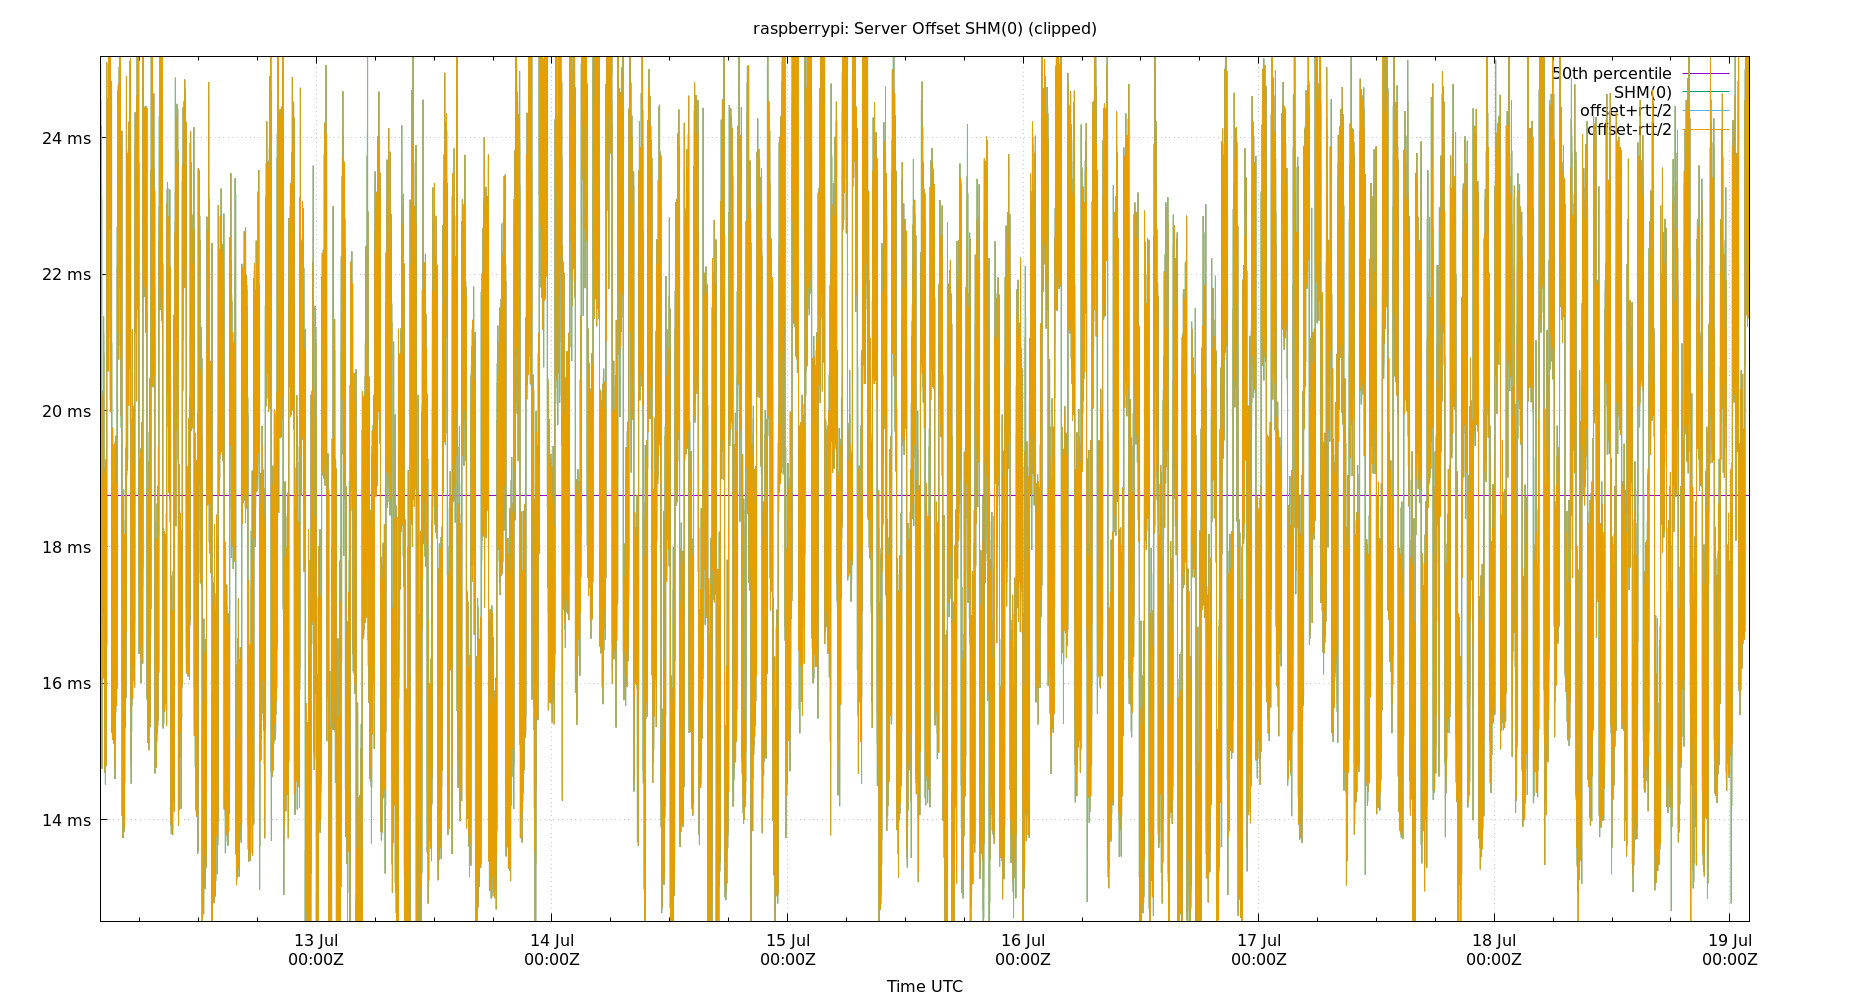 raspberrypi: Server Offset SHM(0) (clipped)
50th percentile
SHM(0)
offset+rtt/2
offset-rtt/2
24 ms
22 ms
20 ms
18 ms
16 ms
14 ms
13 Jul 14 Jul 15 Jul 16 Jul 17 Jul 18 Jul 19 Jul
00:00Z 00:00Z 00:00Z 00:00Z 00:00Z 00:00Z 00:00Z
Time UTC